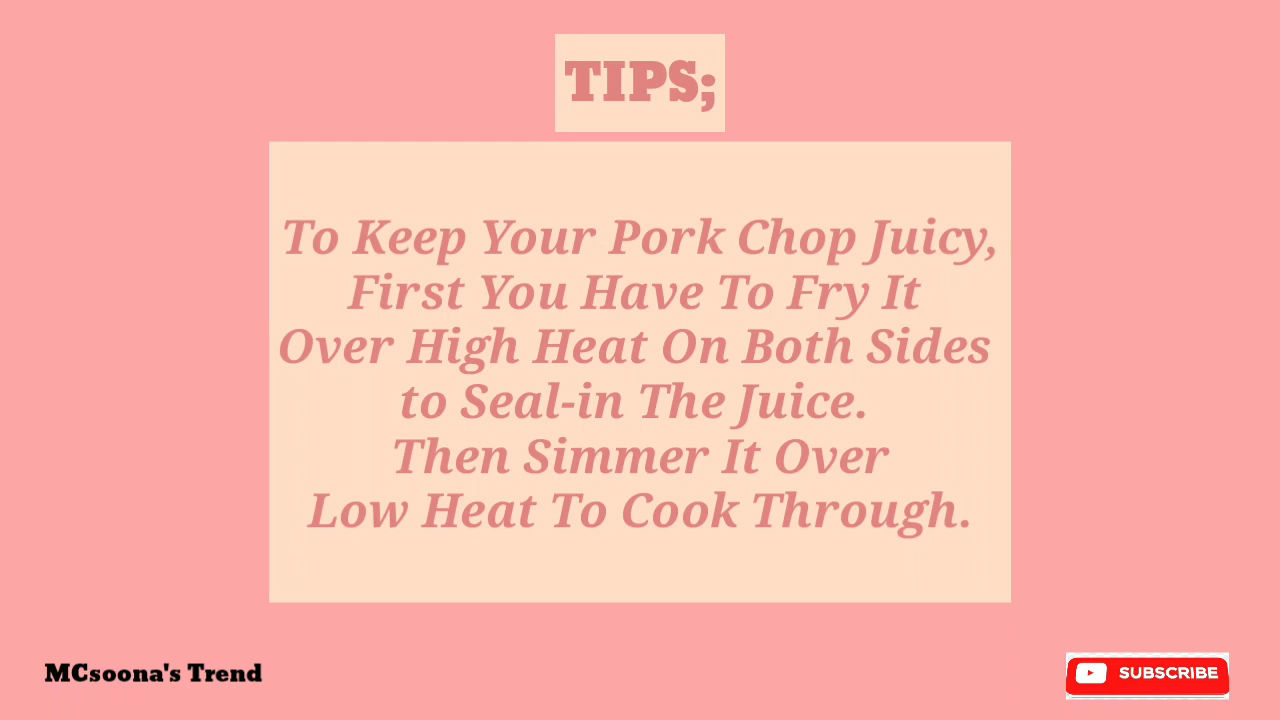 TIPS;
To Keep Your Pork Chop Juicy,
First You Have To Fry It
Over High Heat On Both Sides
to Seal-in The Juice.
Then Simmer It Over
Low Heat To Cook Through.
MCsoona's Trend
SUBSCRIBE